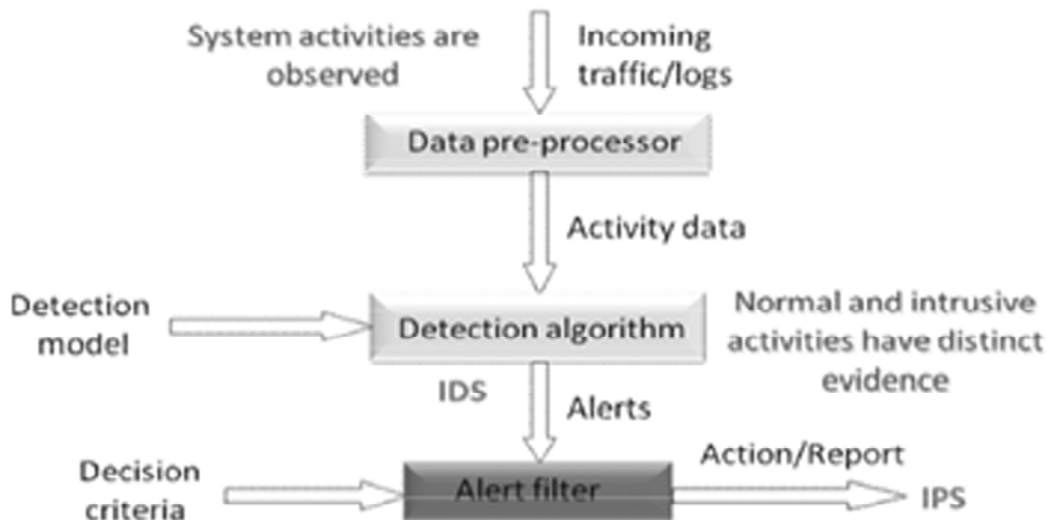 System activities are
observed
Incoming
traffic/logs
Data pre-processor
Activity data
Detection
model
Detection algorithm
Normal and intrusive
activities have distinct
evidence
IDS
Alerts
Decision
criteria
Alert filter
Action/Report
IPS